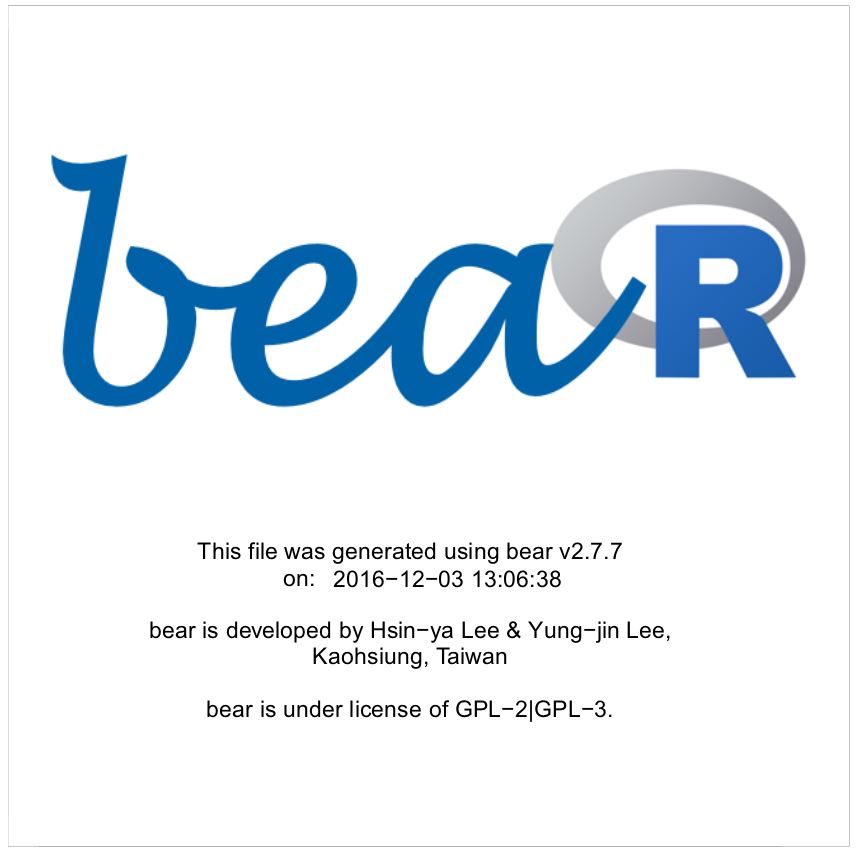 beaR
This file was generated using bear v2.7.7
on: 2016−12−03 13:06:38
bear is developed by Hsin−ya Lee & Yung−jin Lee,
Kaohsiung, Taiwan
bear is under license of GPL−2|GPL−3.